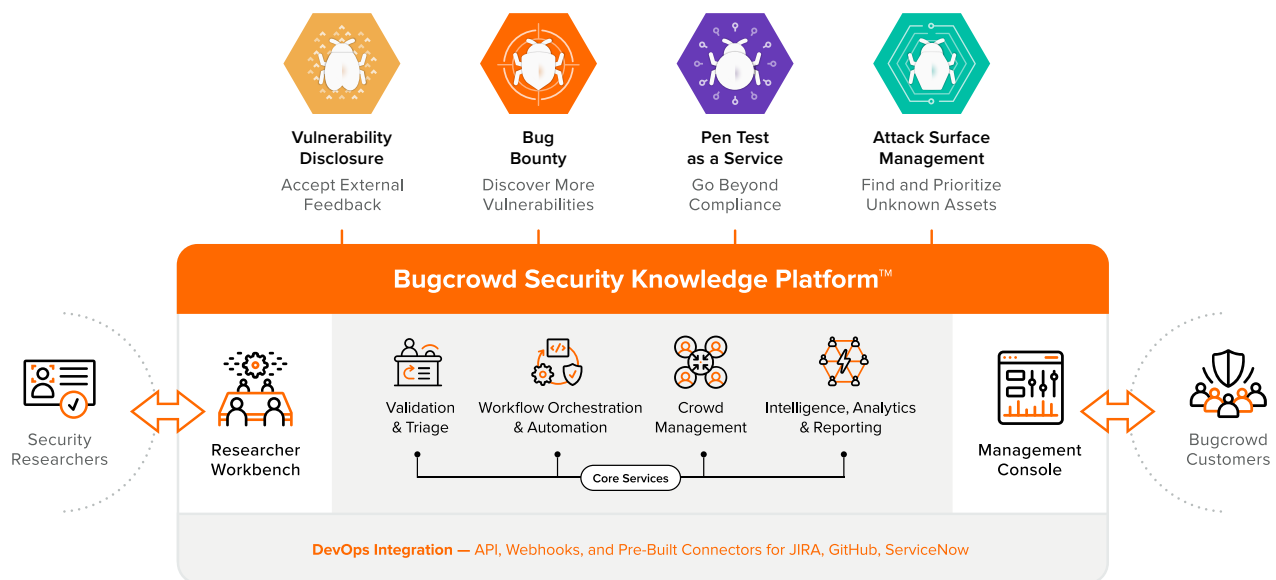 Vulnerability
Disclosure
Accept External
Feedback
Bug
Bounty
Discover More
Vulnerabilities
Pen Test
as a Service
Go Beyond
Compliance
Attack Surface
Management
Find and Prioritize
Unknown Assets
Bugcrowd Security Knowledge Platform™
Security
Researchers
Researcher
Workbench
Validation
& Triage
Workflow Orchestration
& Automation
Crowd
Management
Intelligence, Analytics
& Reporting
Core Services
Management
Console
Bugcrowd
Customers
DevOps Integration — API, Webhooks, and Pre-Built Connectors for JIRA, GitHub, ServiceNow